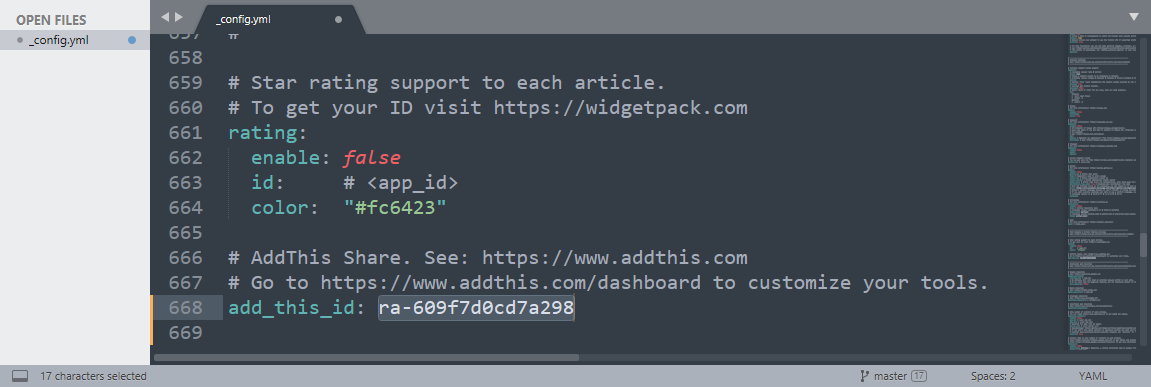 OPEN FILES
_config.yml
_config.yml
657 #
658
659 # Star rating support to each article.
660 # To get your ID visit https://widgetpack.com
661 rating:
662 enable: false
663 id: # <app_id>
664 color: "#fc6423"
665
666 # AddThis Share. See: https://www.addthis.com
667 # Go to https://www.addthis.com/dashboard to customize your tools.
668 add_this_id: ra-609f7d0cd7a298
669
17 characters selected master 17 Spaces: 2 YAML